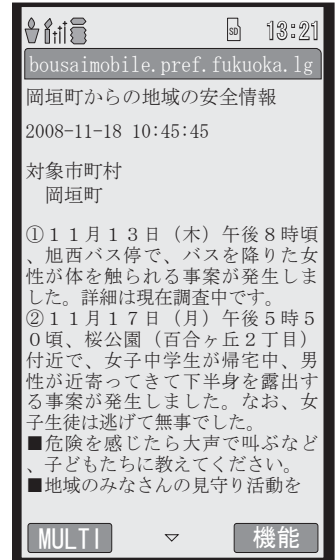 SD 13:21
bousaimobile.pref.fukuoka.lg
岡垣町からの地域の安全情報
2008-11-18 10:45:45
対象市町村
岡垣町
①11月13日（木）午後8時頃
、旭西バス停で、バスを降りた女
性が体を触られる事案が発生しま
した。詳細は現在調査中です。
②11月17日（月）午後5時5
0頃、桜公園（百合ヶ丘2丁目）
付近で、女子中学生が帰宅中、男
性が近寄ってきて下半身を露出す
る事案が発生しました。なお、女
子生徒は逃げて無事でした。
■危険を感じたら大声で叫ぶなど
、子どもたちに教えてください。
■地域のみなさんの見守り活動を
MULTI 機能